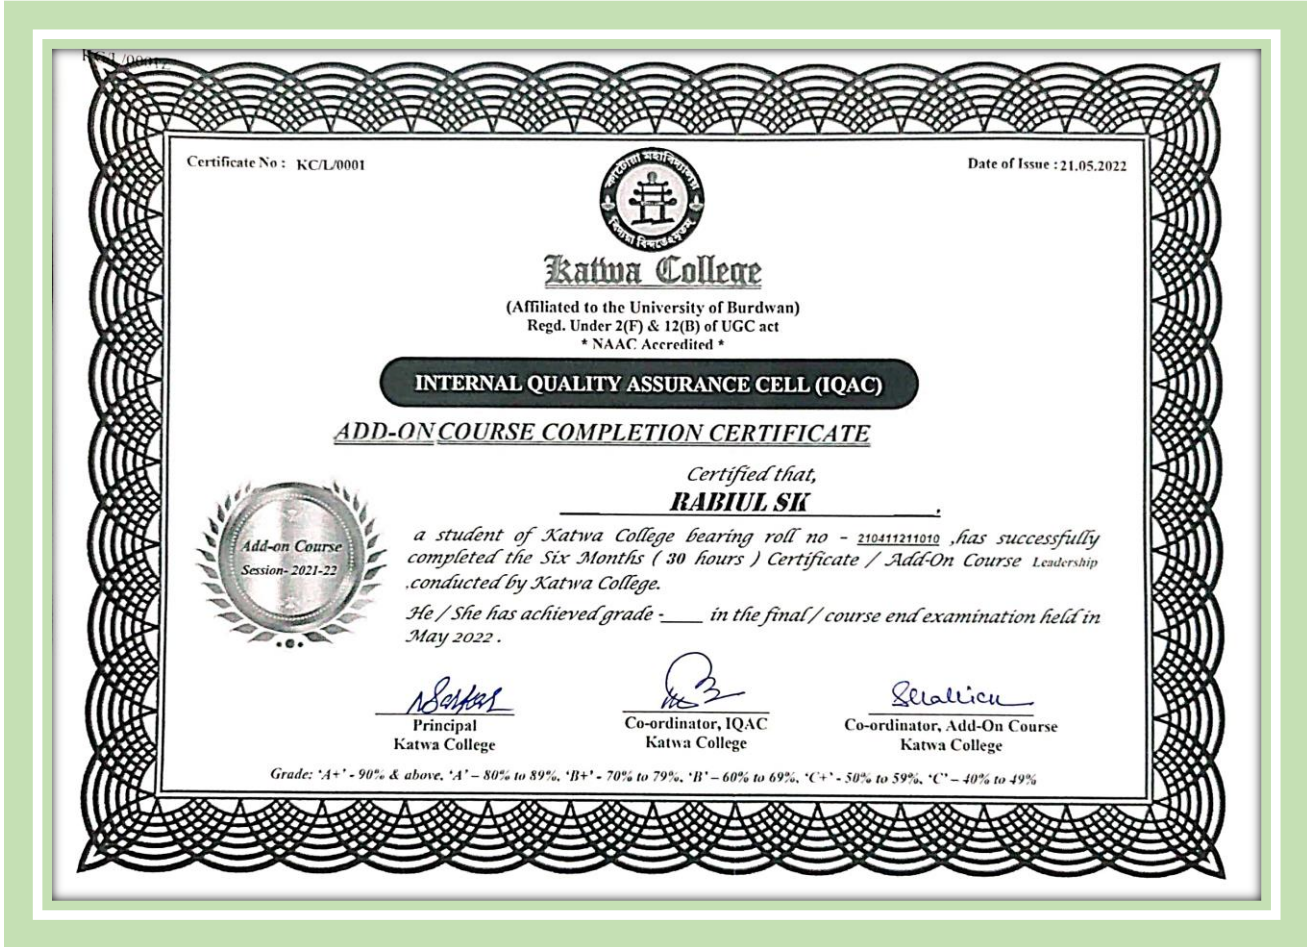 Certificate No : KC/L/0001
Date of Issue : 21.05.2022
কাটোয়া মহাবিদ্যালয়
Katwa College
(Affiliated to the University of Burdwan)
Regd. Under 2(F) & 12(B) of UGC act
* NAAC Accredited *
INTERNAL QUALITY ASSURANCE CELL (IQAC)
ADD-ON COURSE COMPLETION CERTIFICATE
Certified that,
RABIUL SK ,
a student of Katwa College bearing roll no - 210411211010 ,has successfully
completed the Six Months ( 30 hours ) Certificate / Add-On Course Leadership
.conducted by Katwa College.
He / She has achieved grade -____ in the final / course end examination held in
May 2022 .
Add-on Course
Session- 2021-22
Principal
Katwa College
Co-ordinator, IQAC
Katwa College
Co-ordinator, Add-On Course
Katwa College
Grade: ‘A+’ - 90% & above, ‘A’ – 80% to 89%, ‘B+’ - 70% to 79%, ‘B’ – 60% to 69%, ‘C+’ - 50% to 59%, ‘C’ – 40% to 49%